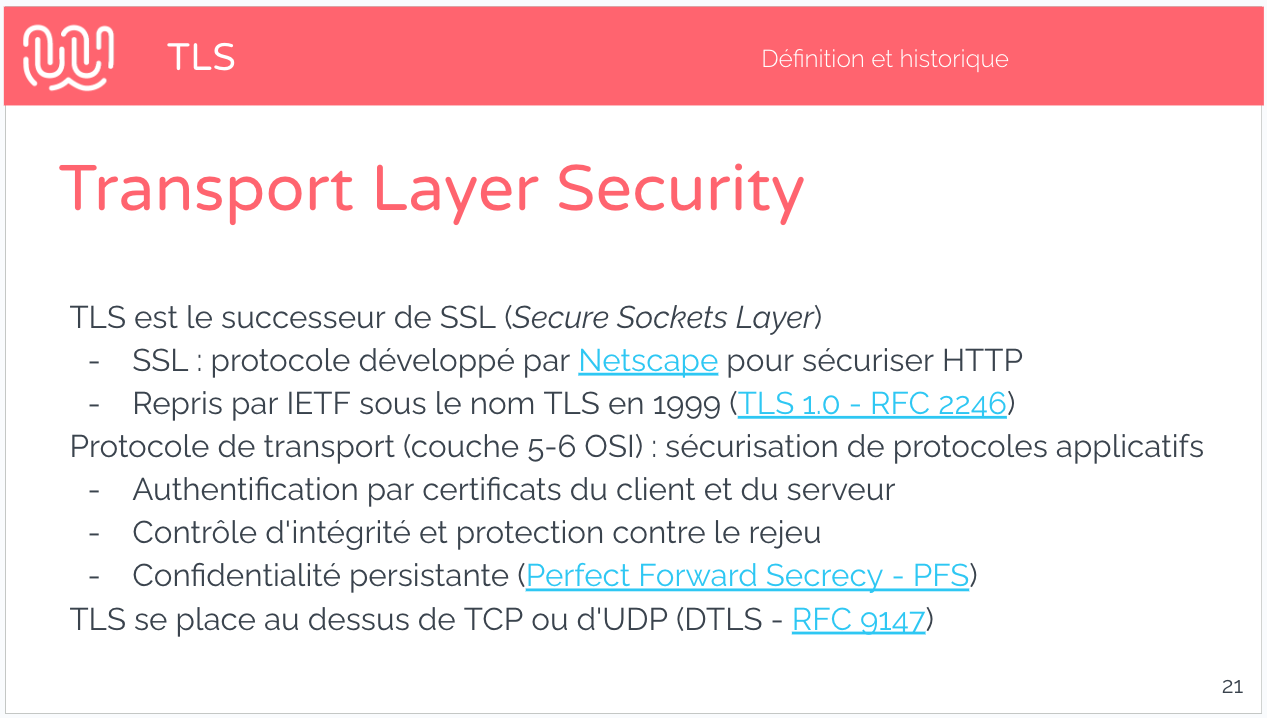 TLS
Définition et historique
Transport Layer Security
TLS est le successeur de SSL (Secure Sockets Layer)
- SSL : protocole développé par Netscape pour sécuriser HTTP
- Repris par IETF sous le nom TLS en 1999 (TLS 1.0 - RFC 2246)
Protocole de transport (couche 5-6 OSI) : sécurisation de protocoles applicatifs
- Authentification par certificats du client et du serveur
- Contrôle d'intégrité et protection contre le rejeu
- Confidentialité persistante (Perfect Forward Secrecy - PFS)
TLS se place au dessus de TCP ou d'UDP (DTLS - RFC 9147)
21